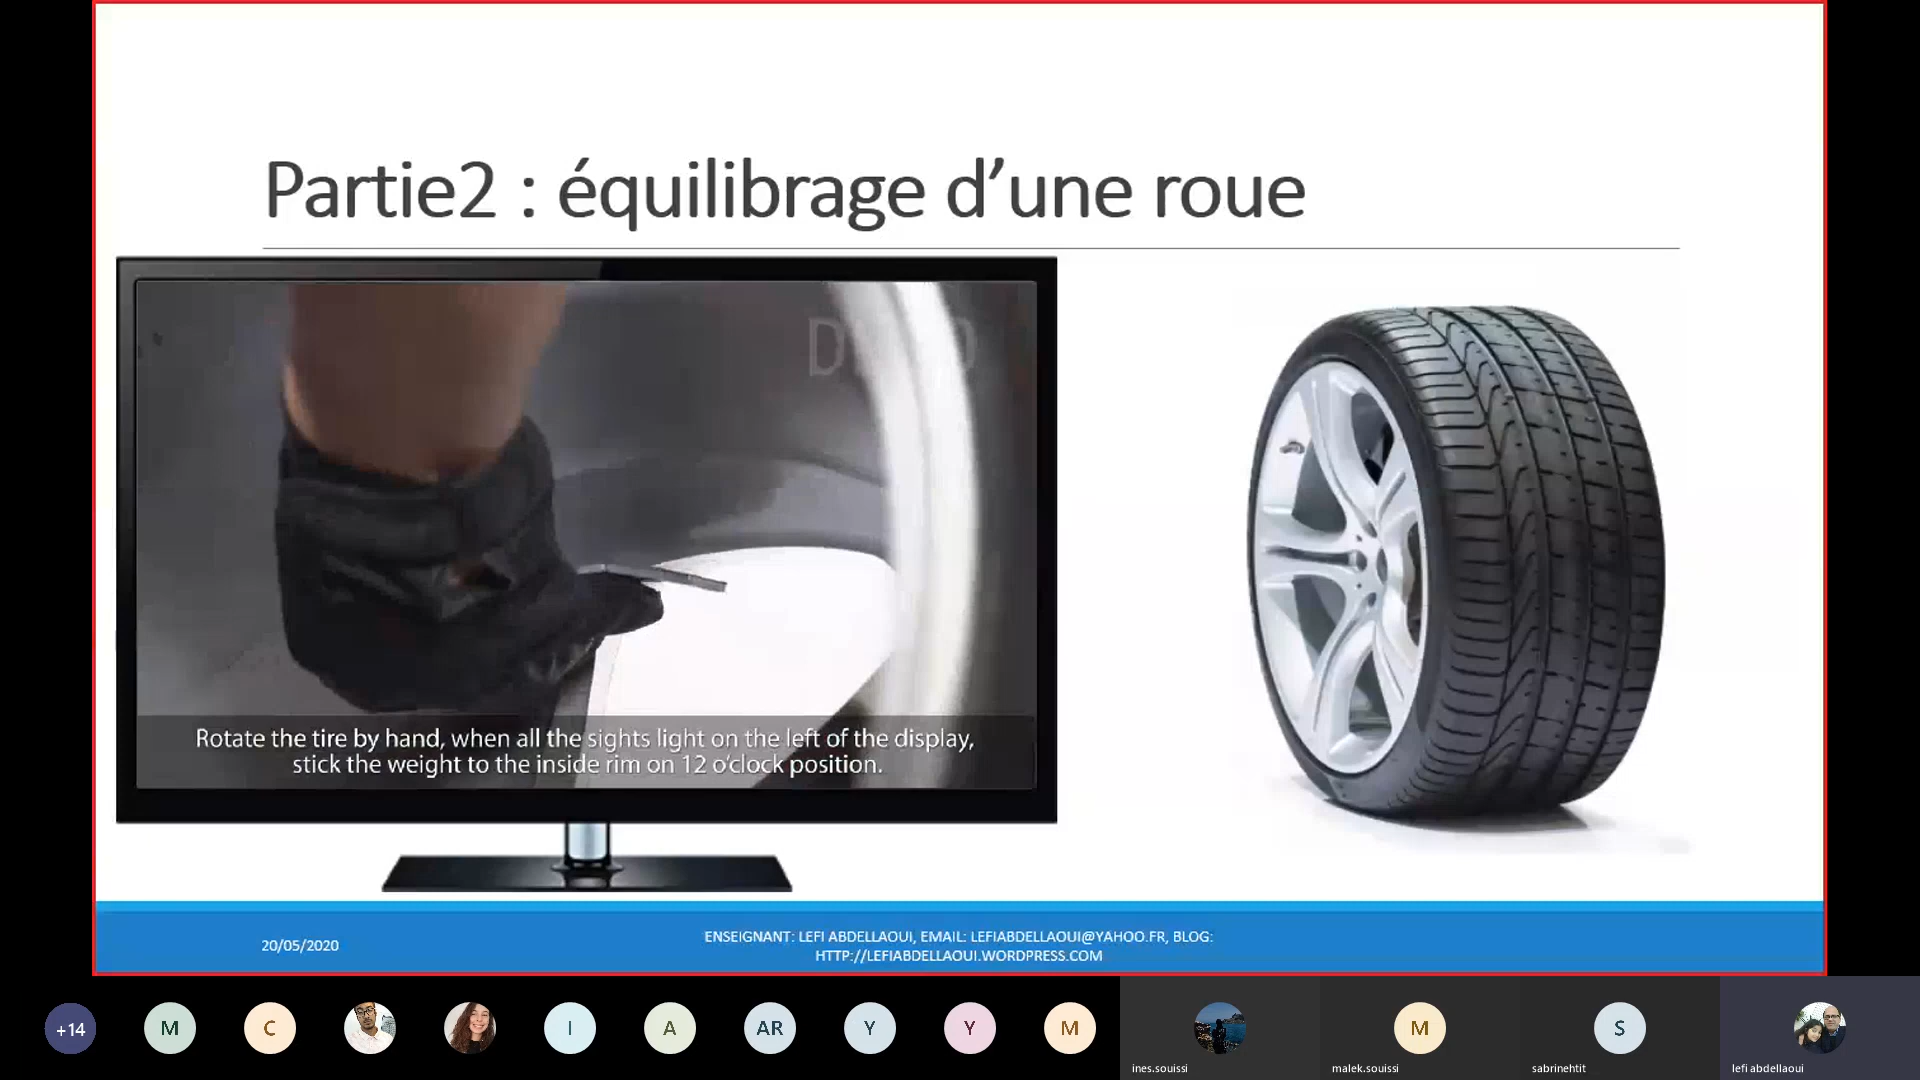 Partie2 : équilibrage d’une roue
Rotate the tire by hand, when all the sights light on the left of the display,
stick the weight to the inside rim on 12 o'clock position.
20/05/2020
ENSEIGNANT: LEFI ABDELLAOUI, EMAIL: LEFIABDELLAOUI@YAHOO.FR, BLOG:
HTTP://LEFIABDELLAOUI.WORDPRESS.COM
+14
M
C
I
A
AR
Y
Y
M
M
S
ines.souissi
malek.souissi
sabrinehtit
lefi abdellaoui